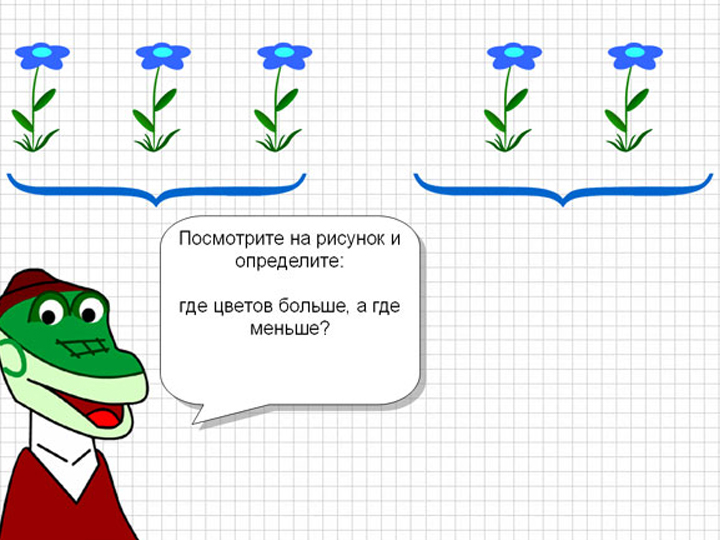 Посмотрите на рисунок и
определите:
где цветов больше, а где
меньше?